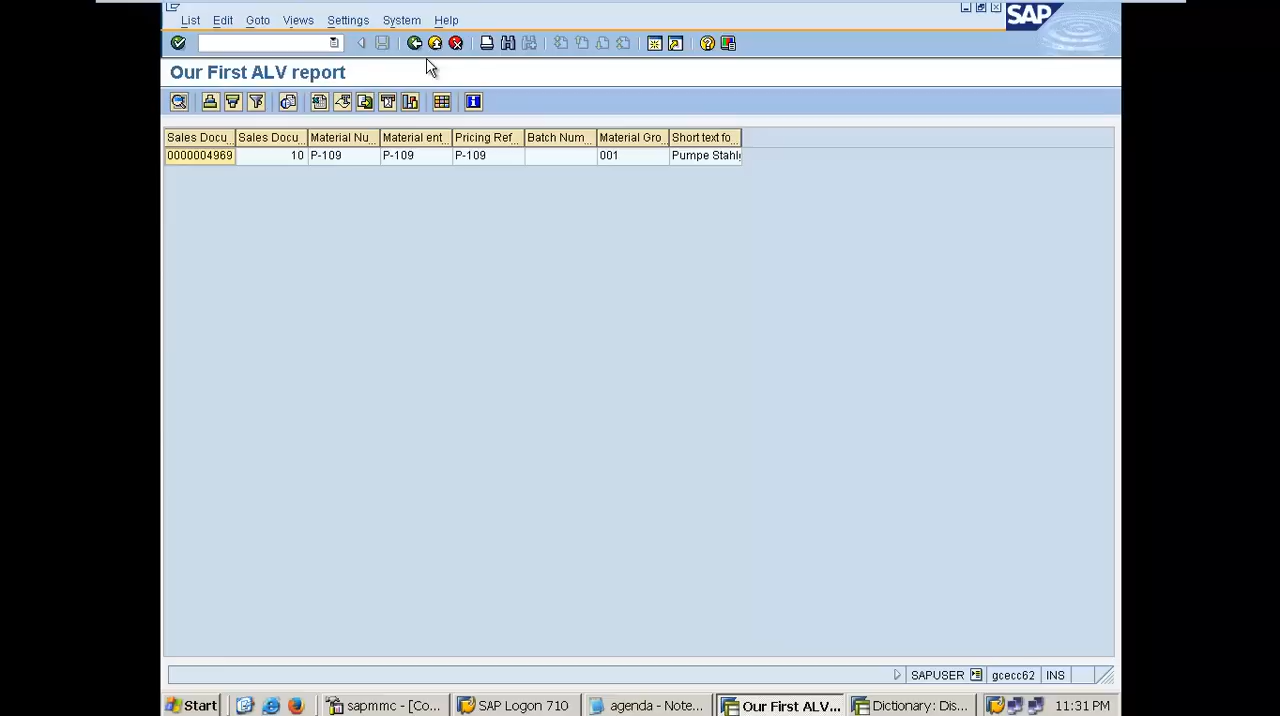 List Edit Goto Views Settings System Help
SAP
Our First ALV report
Sales Docu... Sales Docu... Material Nu... Material ent... Pricing Ref... Batch Num... Material Gro... Short text fo...
0000004969 10 P-109 P-109 P-109 001 Pumpe Stahl
SAPUSER gcecc62 INS
Start sapmmc - [Co... SAP Logon 710 agenda - Note... Our First ALV... Dictionary: Dis... 11:31 PM